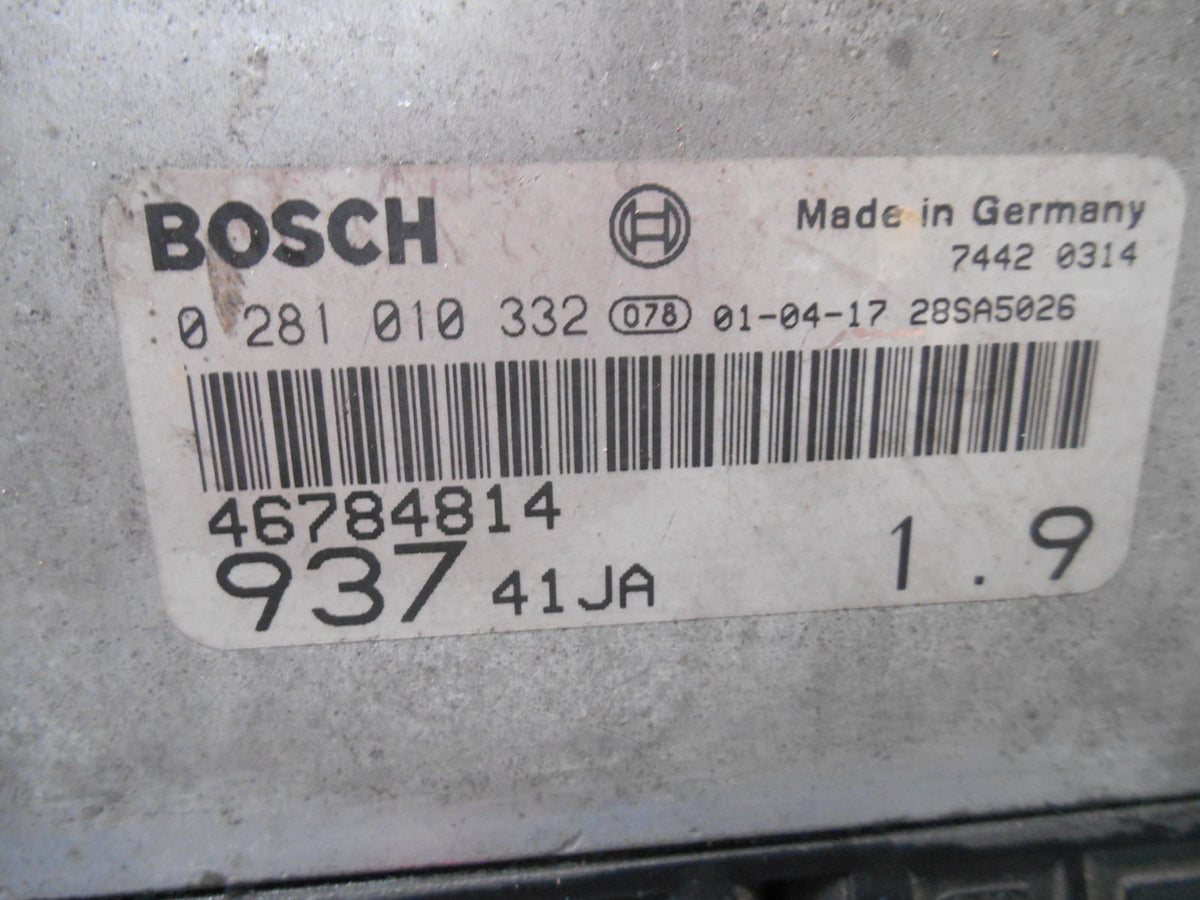 BOSCH
Made in Germany
7442 0314
0 281 010 332 078 01-04-17 28SA5026
46784814
937 41JA 1.9